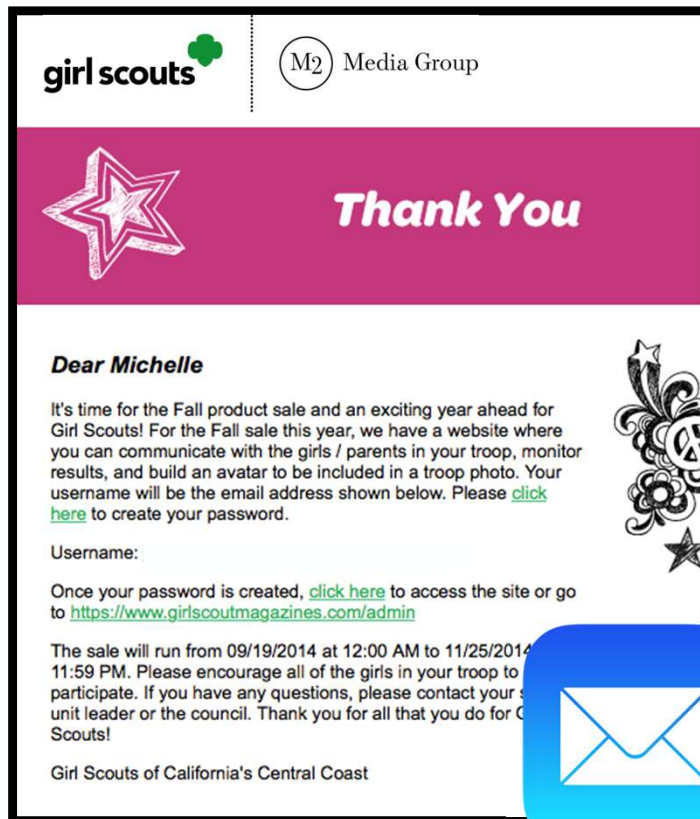 girl scouts
M2 Media Group
Thank You
Dear Michelle
It's time for the Fall product sale and an exciting year ahead for
Girl Scouts! For the Fall sale this year, we have a website where
you can communicate with the girls / parents in your troop, monitor
results, and build an avatar to be included in a troop photo. Your
username will be the email address shown below. Please click
here to create your password.
Username:
Once your password is created, click here to access the site or go
to https://www.girlscoutmagazines.com/admin
The sale will run from 09/19/2014 at 12:00 AM to 11/25/2014
11:59 PM. Please encourage all of the girls in your troop to
participate. If you have any questions, please contact your
unit leader or the council. Thank you for all that you do for
Scouts!
Girl Scouts of California's Central Coast